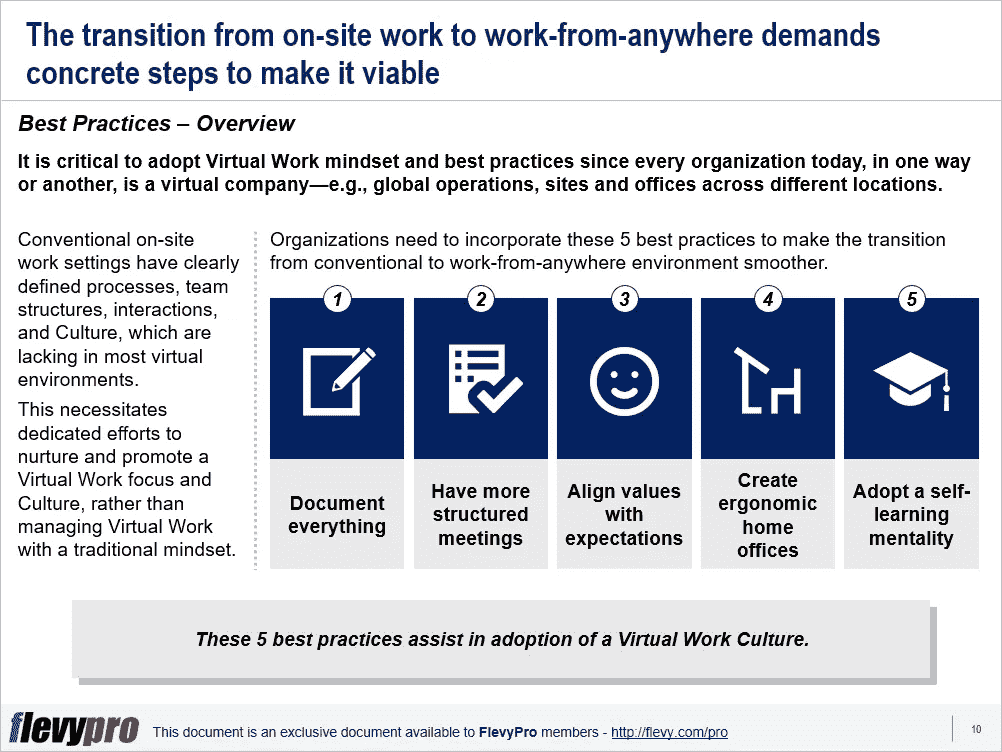 The transition from on-site work to work-from-anywhere demands
concrete steps to make it viable
Best Practices – Overview
It is critical to adopt Virtual Work mindset and best practices since every organization today, in one way
or another, is a virtual company—e.g., global operations, sites and offices across different locations.
Conventional on-site
work settings have clearly
defined processes, team
structures, interactions,
and Culture, which are
lacking in most virtual
environments.
This necessitates
dedicated efforts to
nurture and promote a
Virtual Work focus and
Culture, rather than
managing Virtual Work
with a traditional mindset.
Organizations need to incorporate these 5 best practices to make the transition
from conventional to work-from-anywhere environment smoother.
1
Document
everything
2
Have more
structured
meetings
3
Align values
with
expectations
4
Create
ergonomic
home
offices
5
Adopt a self-
learning
mentality
These 5 best practices assist in adoption of a Virtual Work Culture.
flevypro
This document is an exclusive document available to FlevyPro members - http://flevy.com/pro
10